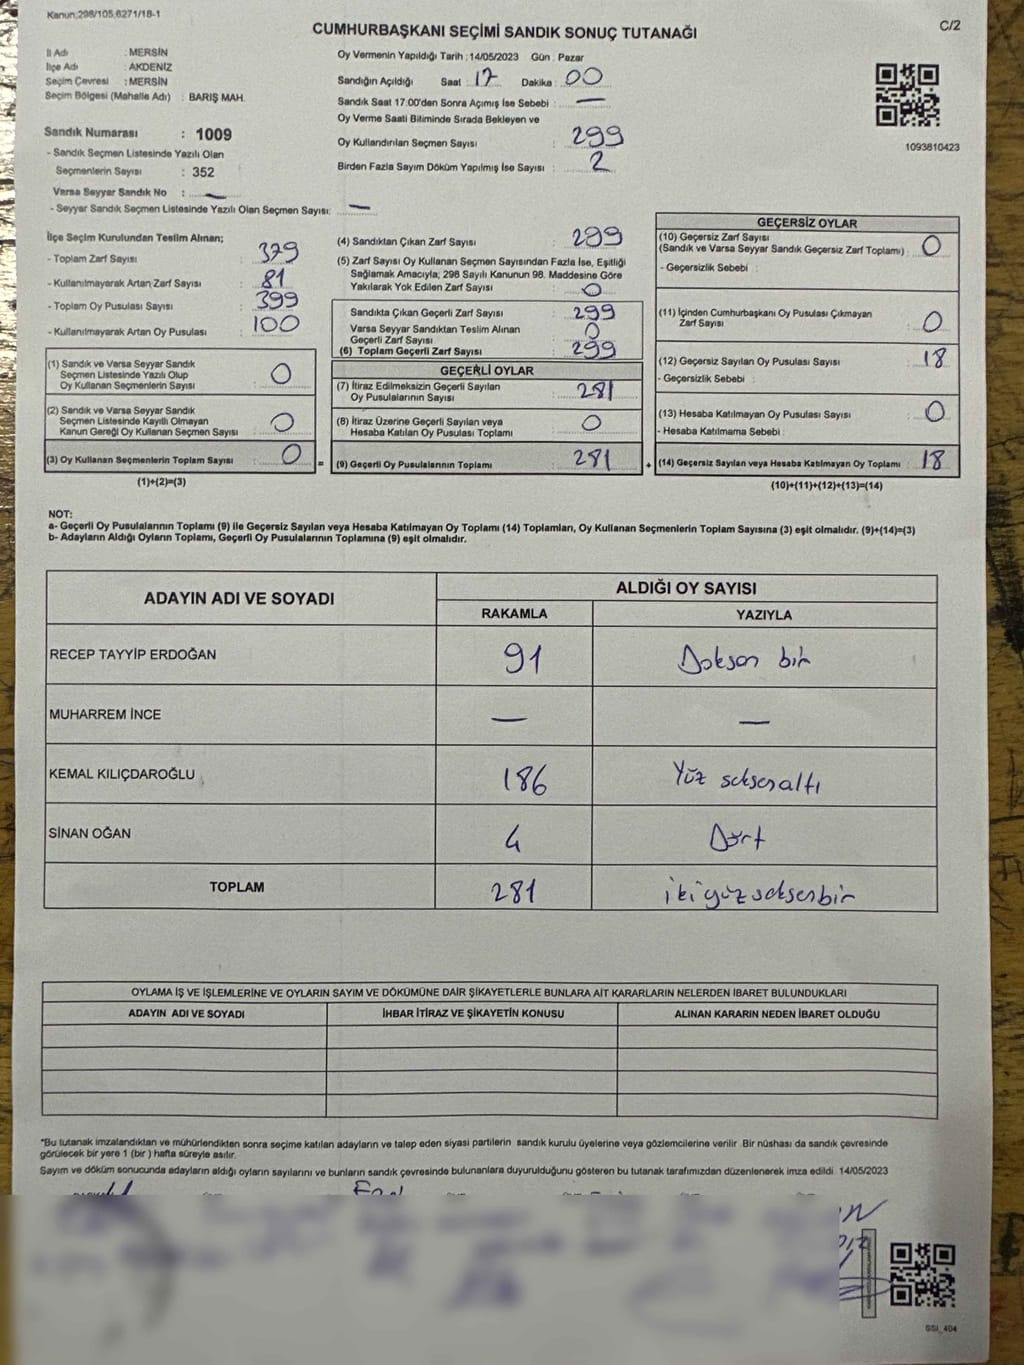 Kanun:298/105,6271/18-1
C/2
CUMHURBAŞKANI SEÇİMİ SANDIK SONUÇ TUTANAĞI
İl Adı : MERSİN
İlçe Adı : AKDENİZ
Seçim Çevresi : MERSİN
Seçim Bölgesi (Mahalle Adı) : BARIŞ MAH.
Sandık Numarası : 1009
- Sandık Seçmen Listesinde Yazılı Olan
Seçmenlerin Sayısı : 352
Varsa Seyyar Sandık No : —
- Seyyar Sandık Seçmen Listesinde Yazılı Olan Seçmen Sayısı: —
Oy Vermenin Yapıldığı Tarih : 14/05/2023 Gün : Pazar
Sandığın Açıldığı Saat : 17 Dakika : 00
Sandık Saat 17:00'den Sonra Açımış İse Sebebi : —
Oy Verme Saati Bitiminde Sırada Bekleyen ve
Oy Kullandırılan Seçmen Sayısı : 299
Birden Fazla Sayım Döküm Yapılmış İse Sayısı : 2
1093810423
İlçe Seçim Kurulundan Teslim Alınan;
- Toplam Zarf Sayısı : 379
- Kullanılmayarak Artan Zarf Sayısı : 81
- Toplam Oy Pusulası Sayısı : 399
- Kullanılmayarak Artan Oy Pusulası : 100
(1) Sandık ve Varsa Seyyar Sandık
Seçmen Listesinde Yazılı Olup
Oy Kullanan Seçmenlerin Sayısı : 0
(2) Sandık ve Varsa Seyyar Sandık
Seçmen Listesinde Kayıtlı Olmayan
Kanun Gereği Oy Kullanan Seçmen Sayısı : 0
(3) Oy Kullanan Seçmenlerin Toplam Sayısı : 0
(1)+(2)=(3)
=
(4) Sandıktan Çıkan Zarf Sayısı : 299
(5) Zarf Sayısı Oy Kullanan Seçmen Sayısından Fazla İse, Eşitliği
Sağlamak Amacıyla; 298 Sayılı Kanunun 98. Maddesine Göre
Yakılarak Yok Edilen Zarf Sayısı : 0
Sandıkta Çıkan Geçerli Zarf Sayısı : 299
Varsa Seyyar Sandıktan Teslim Alınan
Geçerli Zarf Sayısı : 0
(6) Toplam Geçerli Zarf Sayısı : 299
GEÇERLİ OYLAR
(7) İtiraz Edilmeksizin Geçerli Sayılan
Oy Pusulalarının Sayısı : 281
(8) İtiraz Üzerine Geçerli Sayılan veya
Hesaba Katılan Oy Pusulası Toplamı : 0
(9) Geçerli Oy Pusulalarının Toplamı : 281
+
GEÇERSİZ OYLAR
(10) Geçersiz Zarf Sayısı
(Sandık ve Varsa Seyyar Sandık Geçersiz Zarf Toplamı) : 0
- Geçersizlik Sebebi :
(11) İçinden Cumhurbaşkanı Oy Pusulası Çıkmayan
Zarf Sayısı : 0
(12) Geçersiz Sayılan Oy Pusulası Sayısı : 18
- Geçersizlik Sebebi :
(13) Hesaba Katılmayan Oy Pusulası Sayısı : 0
- Hesaba Katılmama Sebebi :
(14) Geçersiz Sayılan veya Hesaba Katılmayan Oy Toplamı : 18
(10)+(11)+(12)+(13)=(14)
NOT:
a- Geçerli Oy Pusulalarının Toplamı (9) ile Geçersiz Sayılan veya Hesaba Katılmayan Oy Toplamı (14) Toplamları, Oy Kullanan Seçmenlerin Toplam Sayısına (3) eşit olmalıdır. (9)+(14)=(3)
b- Adayların Aldığı Oyların Toplamı, Geçerli Oy Pusulalarının Toplamına (9) eşit olmalıdır.
ADAYIN ADI VE SOYADI
ALDIĞI OY SAYISI
RAKAMLA YAZIYLA
RECEP TAYYİP ERDOĞAN 91 Doksan bir
MUHARREM İNCE — —
KEMAL KILIÇDAROĞLU 186 Yüz seksenaltı
SİNAN OĞAN 4 Dört
TOPLAM 281 ikiyüzseksenbir
OYLAMA İŞ VE İŞLEMLERİNE VE OYLARIN SAYIM VE DÖKÜMÜNE DAİR ŞİKAYETLERLE BUNLARA AİT KARARLARIN NELERDEN İBARET BULUNDUKLARI
ADAYIN ADI VE SOYADI İHBAR İTİRAZ VE ŞİKAYETİN KONUSU ALINAN KARARIN NEDEN İBARET OLDUĞU
*Bu tutanak imzalandıktan ve mühürlendikten sonra seçime katılan adayların ve talep eden siyasi partilerin sandık kurulu üyelerine veya gözlemcilerine verilir. Bir nüshası da sandık çevresinde
görülecek bir yere 1 (bir) hafta süreyle asılır.
Sayım ve döküm sonucunda adayların aldığı oyların sayılarını ve bunların sandık çevresinde bulunanlara duyurulduğunu gösteren bu tutanak tarafımızdan düzenlenerek imza edildi. 14/05/2023
SSI_404